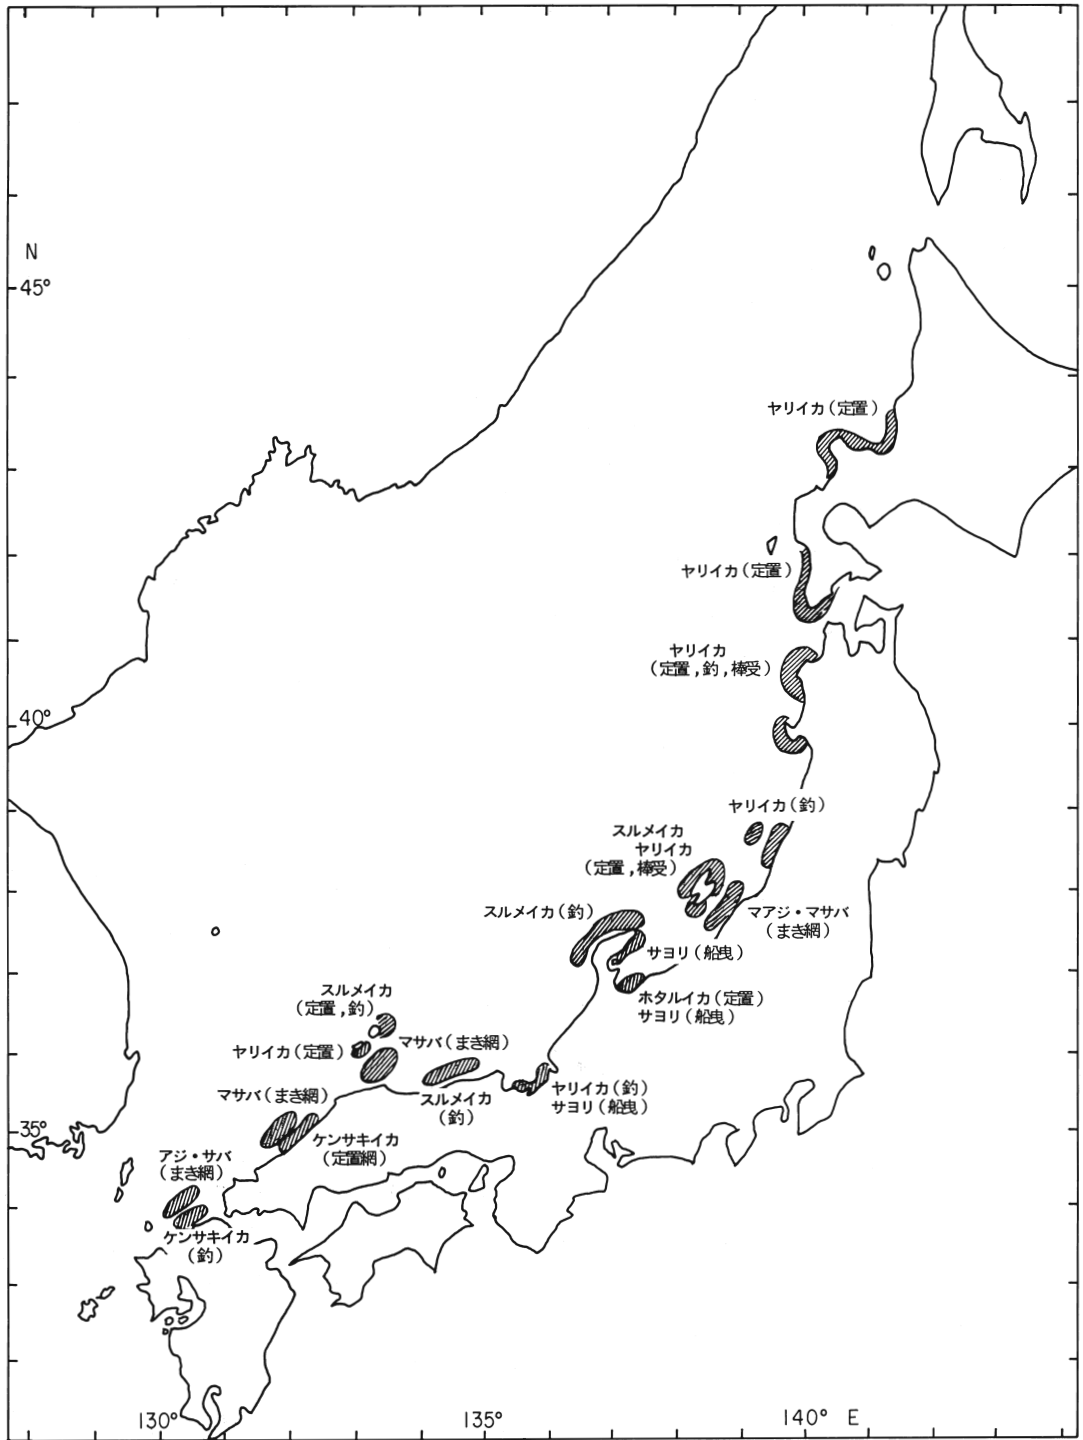 N
45°
ヤリイカ(定置)
ヤリイカ(定置)
ヤリイカ
(定置,釣,棒受)
40°
ヤリイカ(釣)
スルメイカ
ヤリイカ
(定置,棒受)
スルメイカ(釣)
マアジ・マサバ
(まき網)
サヨリ(船曳)
ホタルイカ(定置)
サヨリ(船曳)
スルメイカ
(定置,釣)
マサバ(まき網)
ヤリイカ(定置)
スルメイカ
(釣)
ヤリイカ(釣)
サヨリ(船曳)
マサバ(まき網)
35°
ケンサキイカ
(定置網)
アジ・サバ
(まき網)
ケンサキイカ
(釣)
130°
135°
140° E